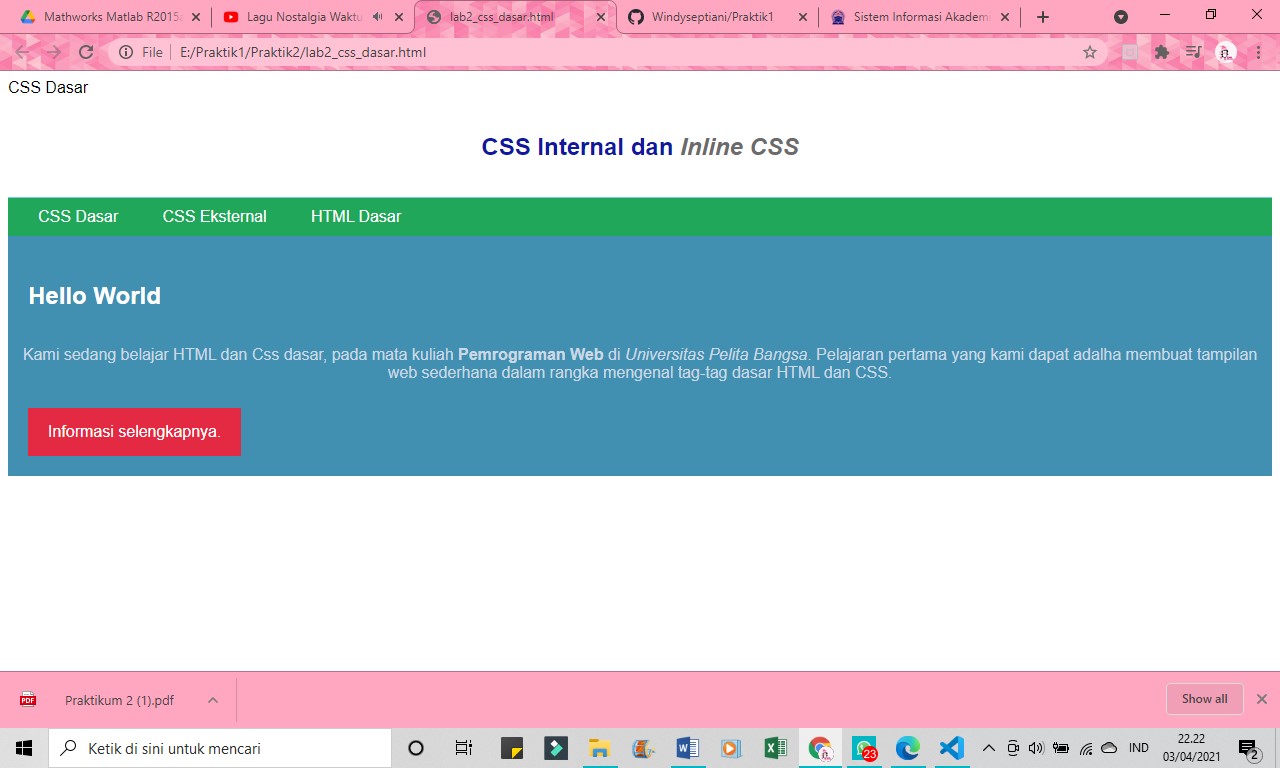 Mathworks Matlab R2015a
Lagu Nostalgia Waktu
lab2_css_dasar.html
Windyseptiani/Praktik1
Sistem Informasi Akademi
File
E:/Praktik1/Praktik2/lab2_css_dasar.html
CSS Dasar
CSS Internal dan Inline CSS
CSS Dasar CSS Eksternal HTML Dasar
Hello World
Kami sedang belajar HTML dan Css dasar, pada mata kuliah Pemrograman Web di Universitas Pelita Bangsa. Pelajaran pertama yang kami dapat adalha membuat tampilan
web sederhana dalam rangka mengenal tag-tag dasar HTML dan CSS.
Informasi selengkapnya.
PDF
Praktikum 2 (1).pdf
Show all
Ketik di sini untuk mencari
23
IND
22.22
03/04/2021
2